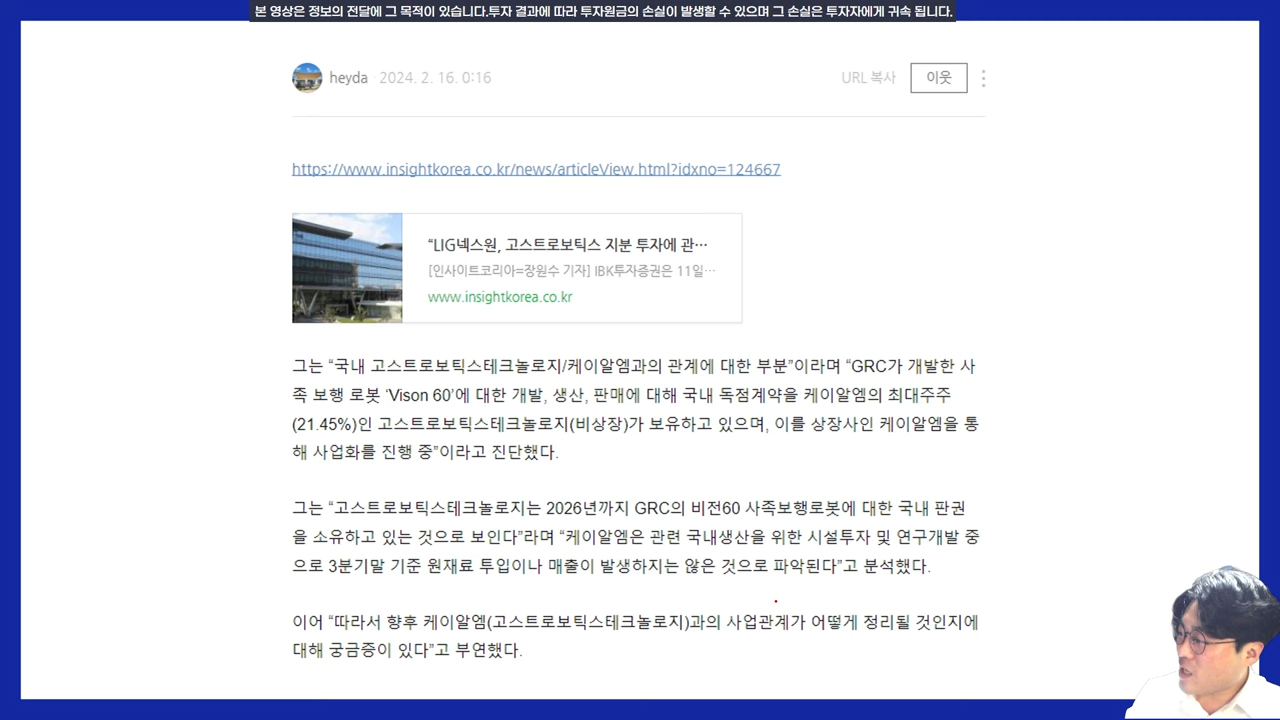 본 영상은 정보의 전달에 그 목적이 있습니다.투자 결과에 따라 투자원금의 손실이 발생할 수 있으며 그 손실은 투자자에게 귀속 됩니다.
heyda · 2024. 2. 16. 0:16
URL 복사
이웃
https://www.insightkorea.co.kr/news/articleView.html?idxno=124667
“LIG넥스원, 고스트로보틱스 지분 투자에 관…
[인사이트코리아=장원수 기자] IBK투자증권은 11일…
www.insightkorea.co.kr
그는 “국내 고스트로보틱스테크놀로지/케이알엠과의 관계에 대한 부분”이라며 “GRC가 개발한 사
족 보행 로봇 ‘Vison 60’에 대한 개발, 생산, 판매에 대해 국내 독점계약을 케이알엠의 최대주주
(21.45%)인 고스트로보틱스테크놀로지(비상장)가 보유하고 있으며, 이를 상장사인 케이알엠을 통
해 사업화를 진행 중”이라고 진단했다.
그는 “고스트로보틱스테크놀로지는 2026년까지 GRC의 비전60 사족보행로봇에 대한 국내 판권
을 소유하고 있는 것으로 보인다”라며 “케이알엠은 관련 국내생산을 위한 시설투자 및 연구개발 중
으로 3분기말 기준 원재료 투입이나 매출이 발생하지는 않은 것으로 파악된다”고 분석했다.
이어 “따라서 향후 케이알엠(고스트로보틱스테크놀로지)과의 사업관계가 어떻게 정리될 것인지에
대해 궁금증이 있다”고 부연했다.